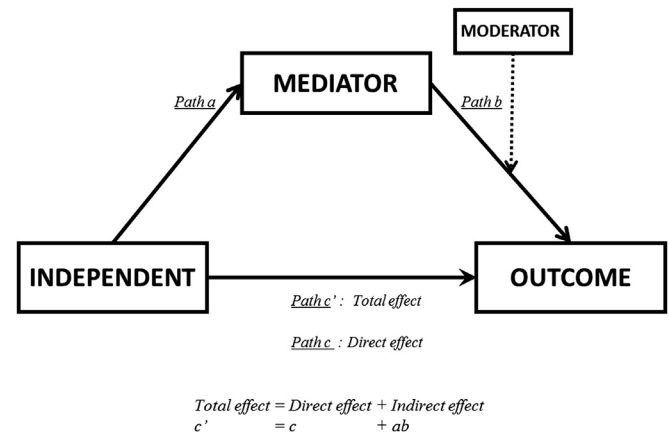 MODERATOR
MEDIATOR
Path a
Path b
INDEPENDENT
OUTCOME
Path c’ : Total effect
Path c : Direct effect
Total effect = Direct effect + Indirect effect
c’ = c + ab